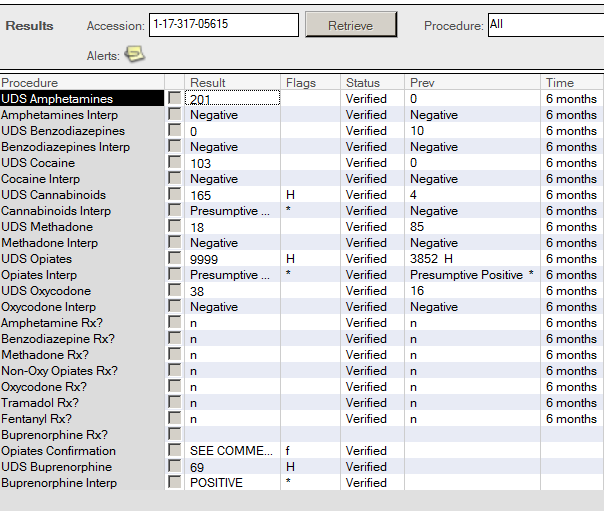 Results Accession: 1-17-317-05615 Retrieve Procedure: All
Alerts:
Procedure Result Flags Status Prev Time
UDS Amphetamines 201 Verified 0 6 months
Amphetamines Interp Negative Verified Negative 6 months
UDS Benzodiazepines 0 Verified 10 6 months
Benzodiazepines Interp Negative Verified Negative 6 months
UDS Cocaine 103 Verified 0 6 months
Cocaine Interp Negative Verified Negative 6 months
UDS Cannabinoids 165 H Verified 4 6 months
Cannabinoids Interp Presumptive ... * Verified Negative 6 months
UDS Methadone 18 Verified 85 6 months
Methadone Interp Negative Verified Negative 6 months
UDS Opiates 9999 H Verified 3852 H 6 months
Opiates Interp Presumptive ... * Verified Presumptive Positive * 6 months
UDS Oxycodone 38 Verified 16 6 months
Oxycodone Interp Negative Verified Negative 6 months
Amphetamine Rx? n Verified n 6 months
Benzodiazepine Rx? n Verified n 6 months
Methadone Rx? n Verified n 6 months
Non-Oxy Opiates Rx? n Verified n 6 months
Oxycodone Rx? n Verified n 6 months
Tramadol Rx? n Verified n 6 months
Fentanyl Rx? n Verified n 6 months
Buprenorphine Rx?
Opiates Confirmation SEE COMME... f Verified
UDS Buprenorphine 69 H Verified
Buprenorphine Interp POSITIVE * Verified